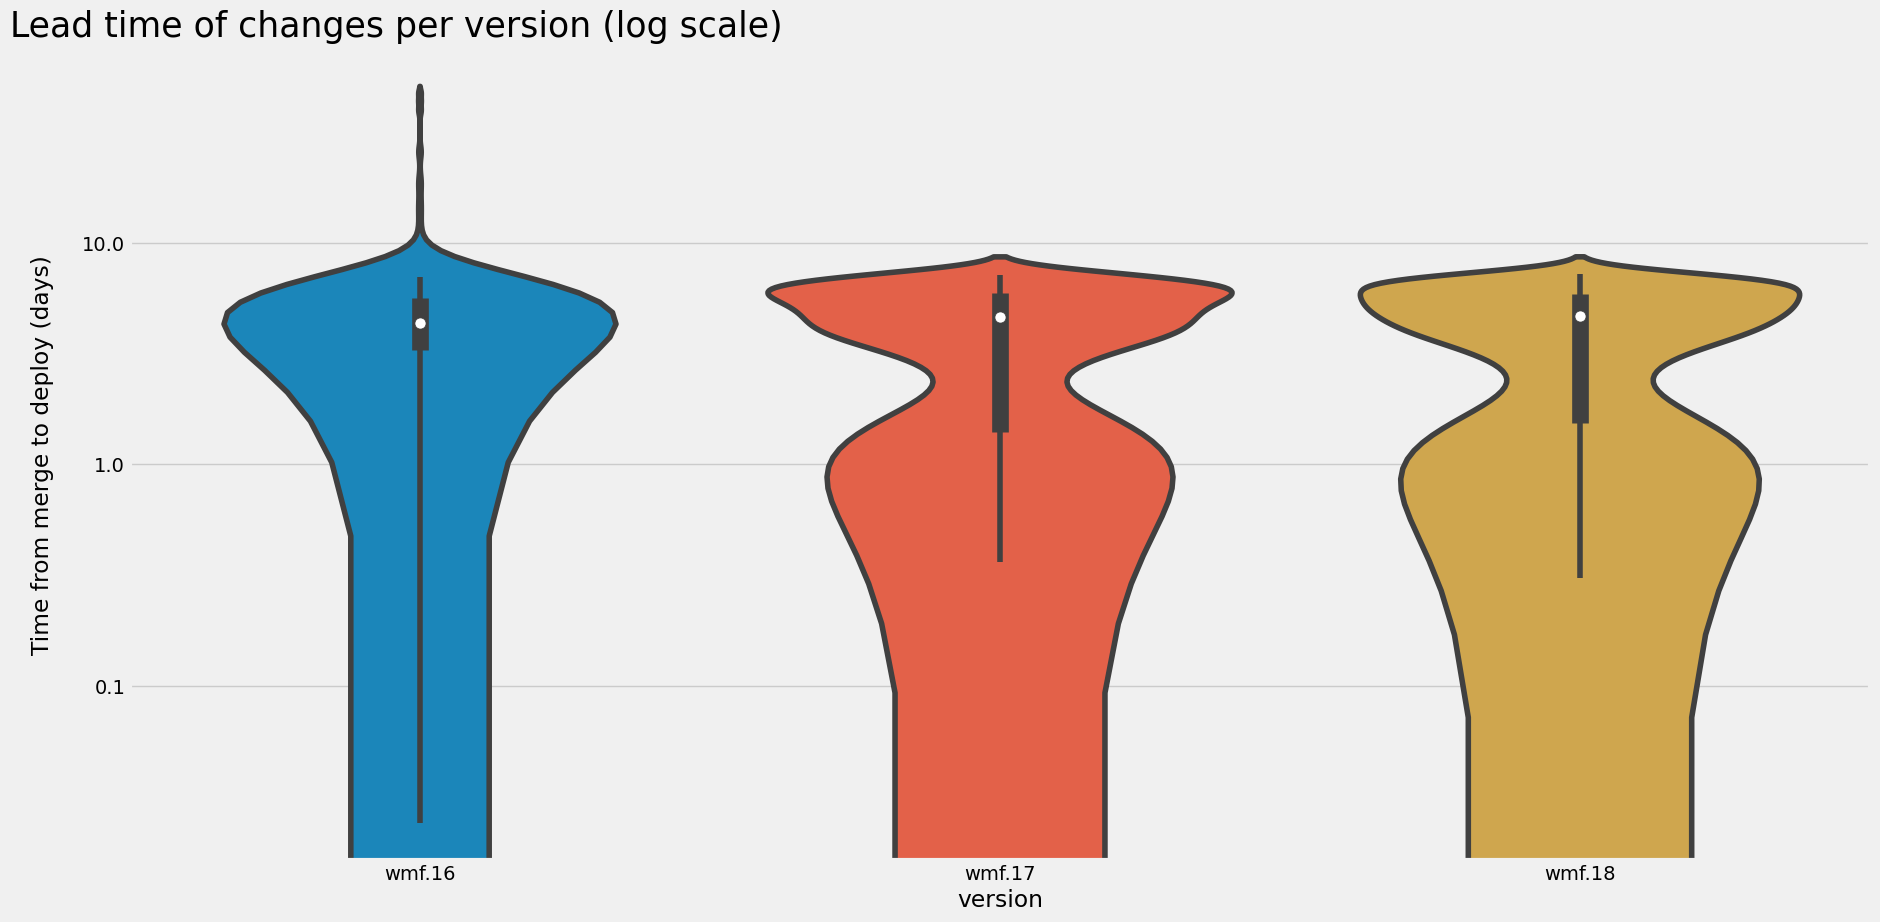 Lead time of changes per version (log scale)
Time from merge to deploy (days)
10.0
1.0
0.1
wmf.16
wmf.17
wmf.18
version